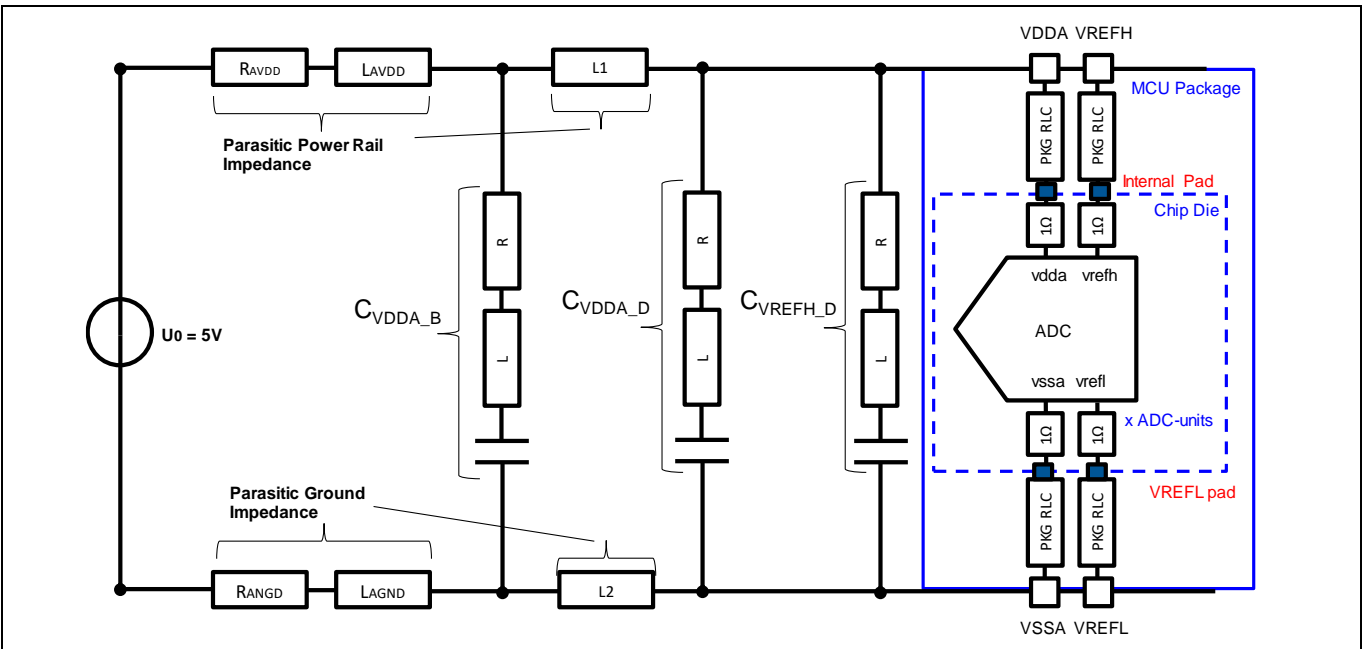 VDDA VREFH
RAVDD
LAVDD
L1
MCU Package
PKG RLC
PKG RLC
Parasitic Power Rail
Impedance
Internal Pad
Chip Die
R
R
R
1Ω
1Ω
vdda vrefh
CVDDA_B
CVDDA_D
CVREFH_D
U0 = 5V
L
L
L
ADC
vssa vrefl
x ADC-units
1Ω
1Ω
Parasitic Ground
Impedance
VREFL pad
PKG RLC
PKG RLC
RANGD
LAGND
L2
VSSA VREFL